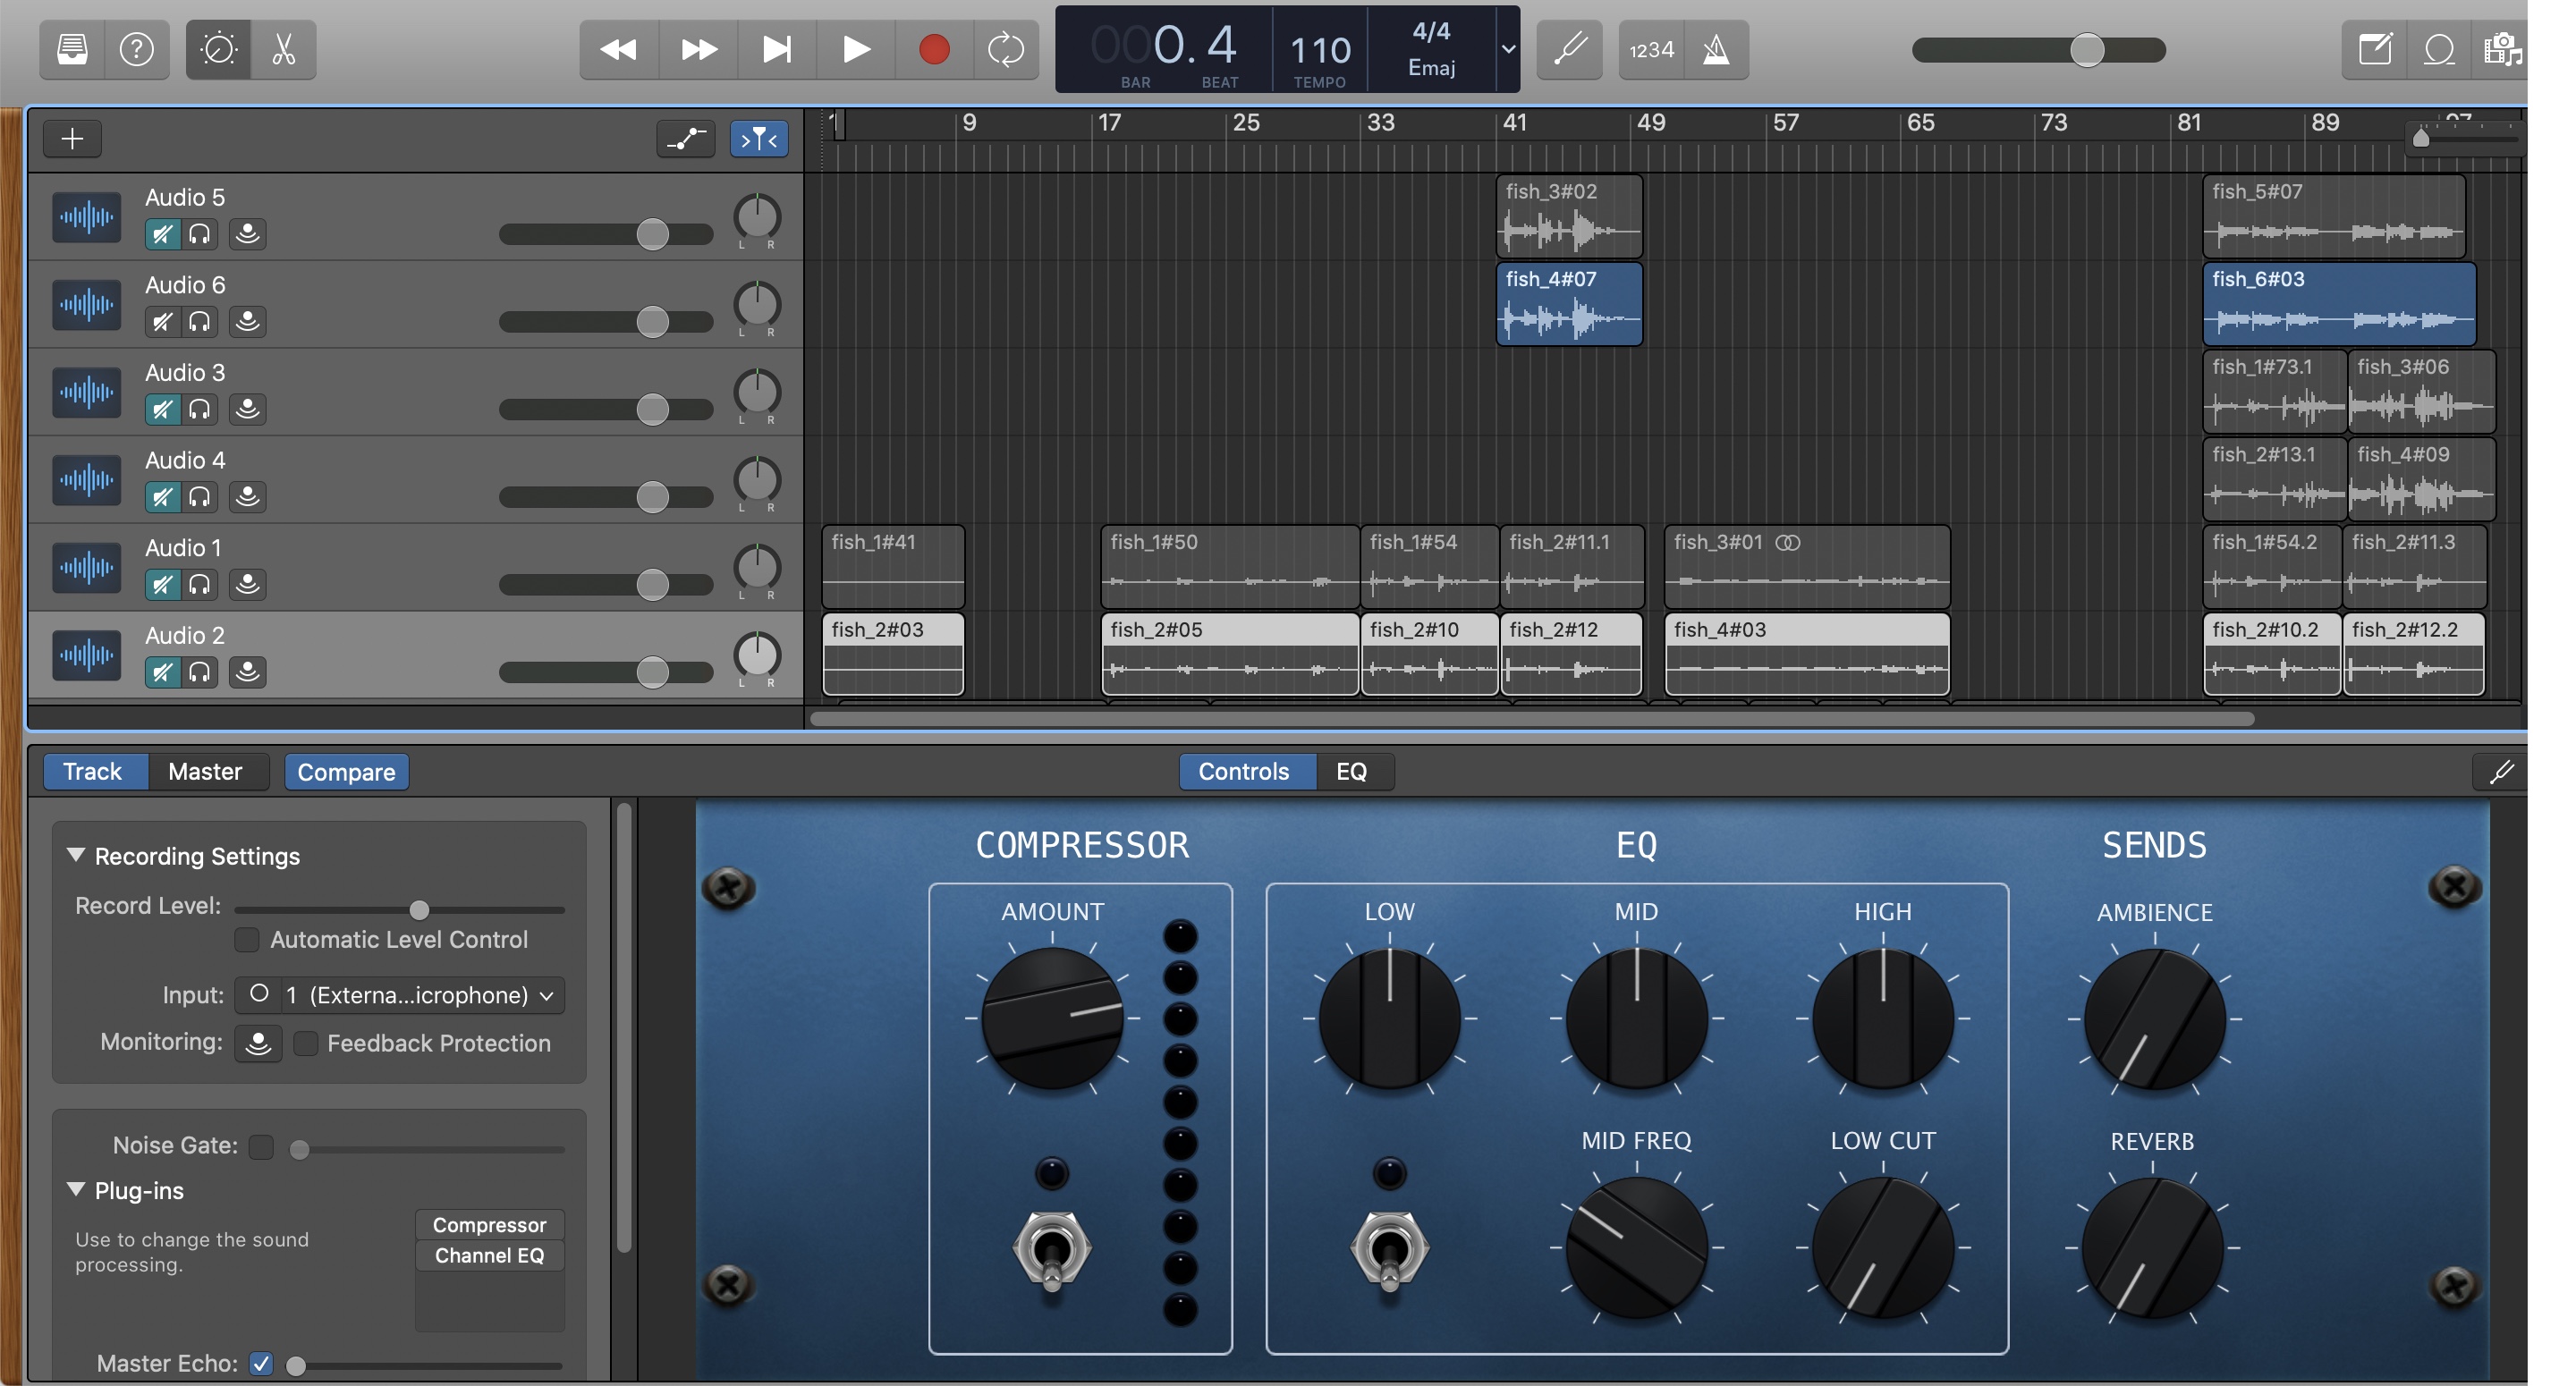 000. 4
BAR BEAT
110
TEMPO
4/4
Emaj
1234
1 9 17 25 33 41 49 57 65 73 81 89 97
Audio 5
L R
fish_3#02 fish_5#07
Audio 6
L R
fish_4#07 fish_6#03
Audio 3
L R
fish_1#73.1 fish_3#06
Audio 4
L R
fish_2#13.1 fish_4#09
Audio 1
L R
fish_1#41 fish_1#50 fish_1#54 fish_2#11.1 fish_3#01 fish_1#54.2 fish_2#11.3
Audio 2
L R
fish_2#03 fish_2#05 fish_2#10 fish_2#12 fish_4#03 fish_2#10.2 fish_2#12.2
Track Master Compare Controls EQ
Recording Settings
Record Level:
Automatic Level Control
Input: 1 (Externa...icrophone)
Monitoring: Feedback Protection
Noise Gate:
Plug-ins
Use to change the sound
processing.
Compressor
Channel EQ
Master Echo:
COMPRESSOR EQ SENDS
AMOUNT LOW MID HIGH AMBIENCE
MID FREQ LOW CUT REVERB